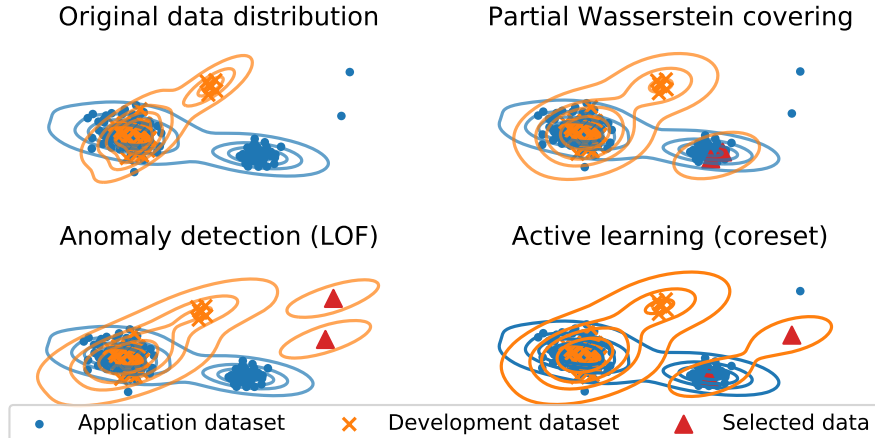 Original data distribution
Partial Wasserstein covering
Anomaly detection (LOF)
Active learning (coreset)
Application dataset
Development dataset
Selected data